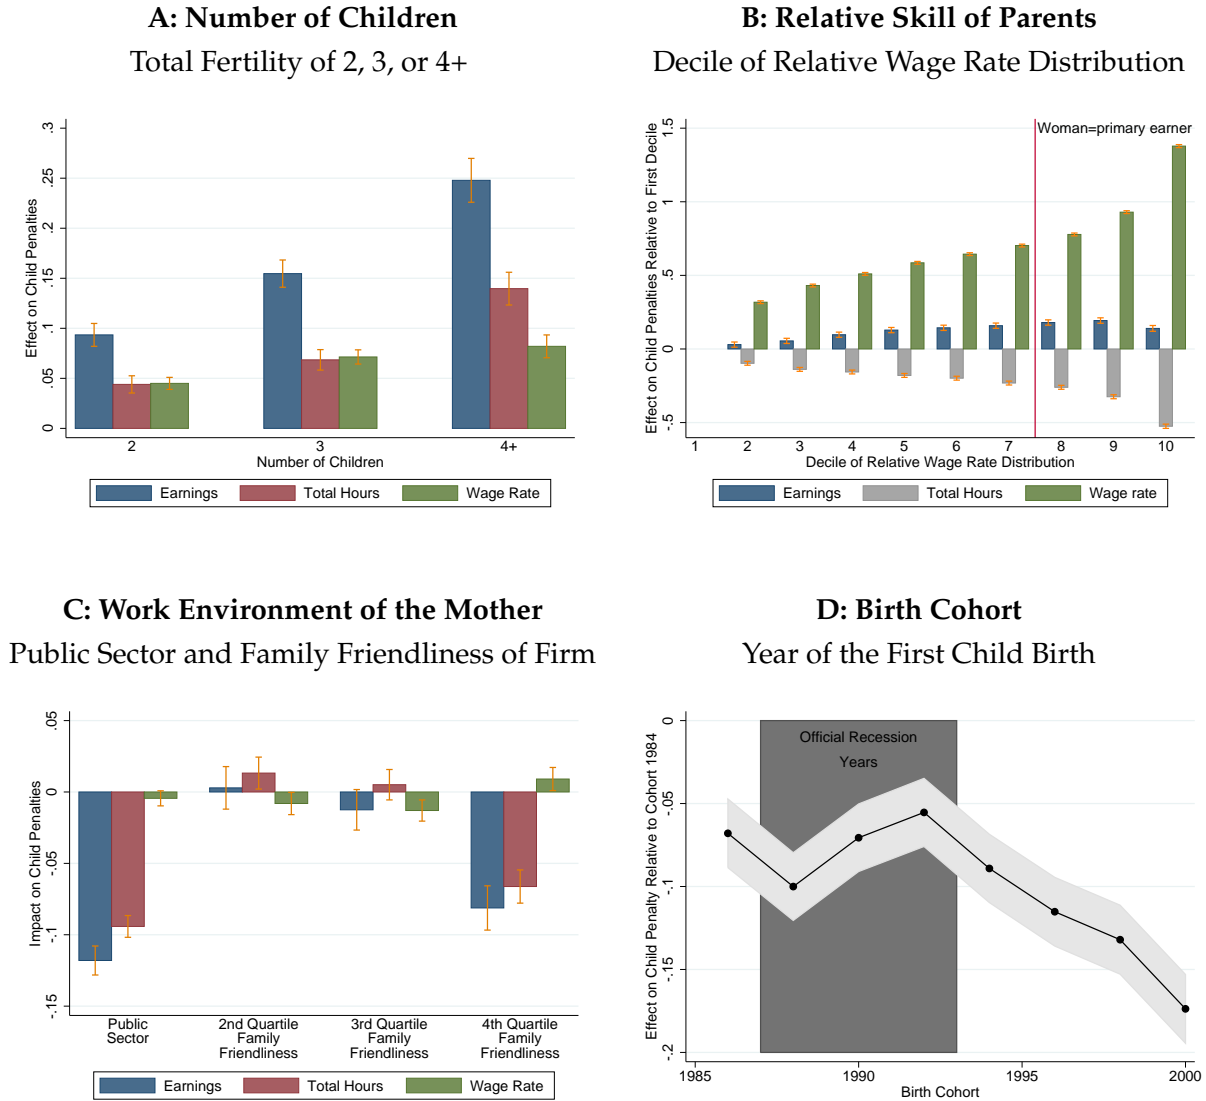 A: Number of Children
Total Fertility of 2, 3, or 4+
Effect on Child Penalties
.3
.25
.2
.15
.1
.05
0
2 3 4+
Number of Children
Earnings Total Hours Wage Rate
B: Relative Skill of Parents
Decile of Relative Wage Rate Distribution
Effect on Child Penalties Relative to First Decile
1.5
1
.5
0
-.5
Woman=primary earner
1 2 3 4 5 6 7 8 9 10
Decile of Relative Wage Rate Distribution
Earnings Total Hours Wage rate
C: Work Environment of the Mother
Public Sector and Family Friendliness of Firm
Impact on Child Penalties
.05
0
-.05
-.1
-.15
Public
Sector
2nd Quartile
Family
Friendliness
3rd Quartile
Family
Friendliness
4th Quartile
Family
Friendliness
Earnings Total Hours Wage Rate
D: Birth Cohort
Year of the First Child Birth
Effect on Child Penalty Relative to Cohort 1984
0
-.05
-.1
-.15
-.2
Official Recession
Years
1985 1990 1995 2000
Birth Cohort